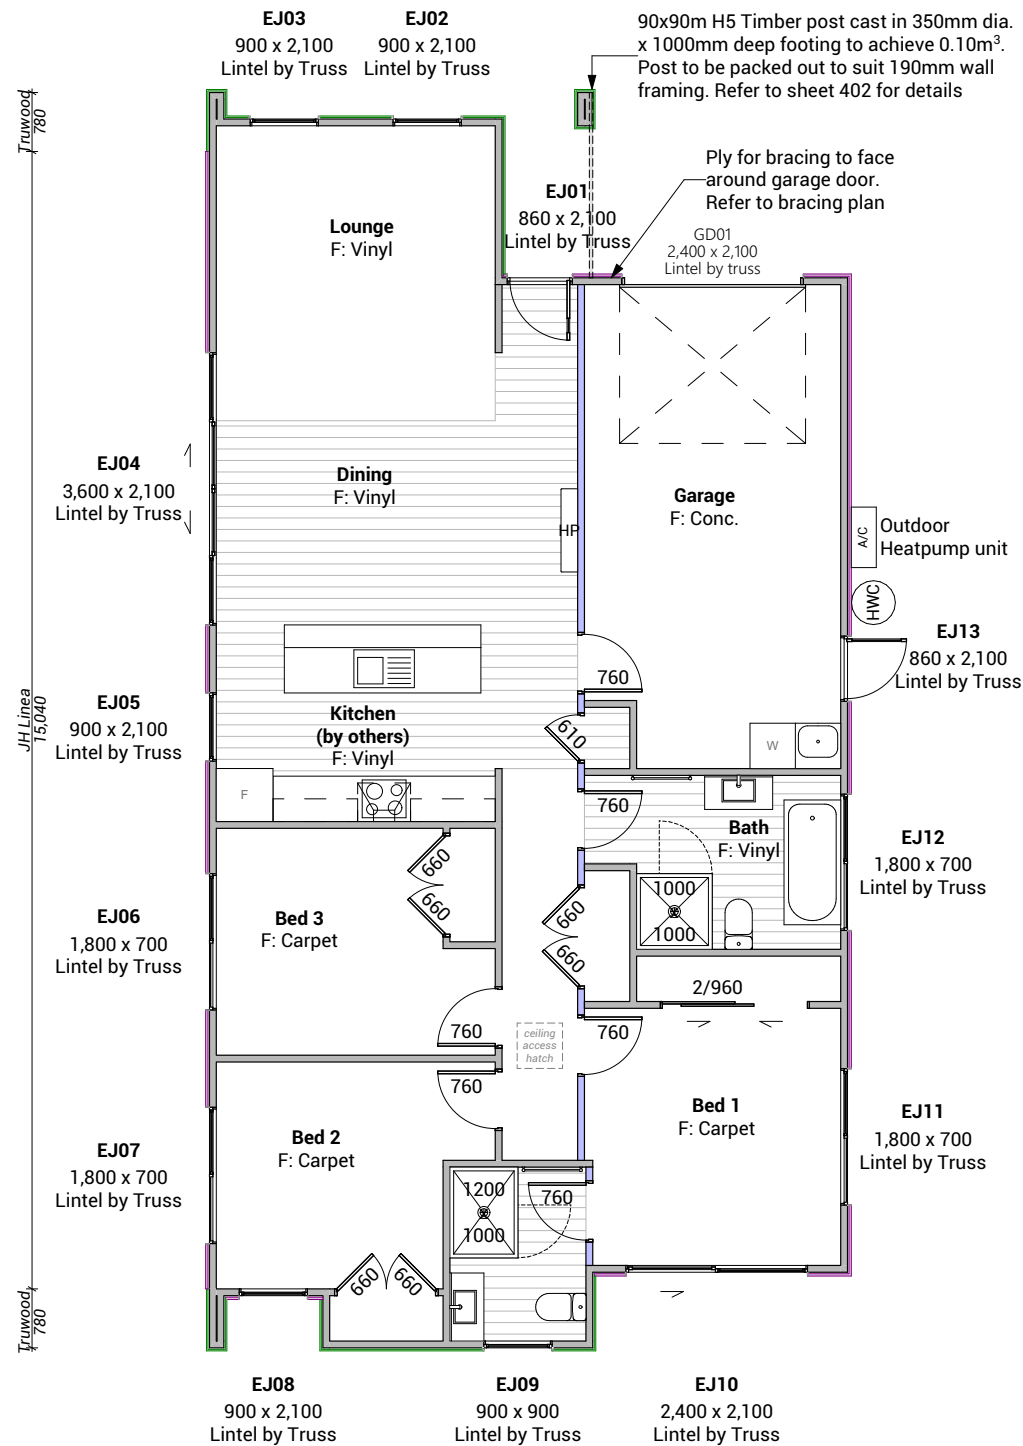 EJ03
900 x 2,100
Lintel by Truss
EJ02
900 x 2,100
Lintel by Truss
90x90m H5 Timber post cast in 350mm dia.
x 1000mm deep footing to achieve 0.10m³.
Post to be packed out to suit 190mm wall
framing. Refer to sheet 402 for details
Truwood
780
Ply for bracing to face
around garage door.
Refer to bracing plan
EJ01
860 x 2,100
Lintel by Truss
GD01
2,400 x 2,100
Lintel by truss
Lounge
F: Vinyl
EJ04
3,600 x 2,100
Lintel by Truss
Dining
F: Vinyl
HP
Garage
F: Conc.
A/C
Outdoor
Heatpump unit
HWC
EJ13
860 x 2,100
Lintel by Truss
760
JH Linea
15,040
EJ05
900 x 2,100
Lintel by Truss
Kitchen
(by others)
F: Vinyl
610
W
F
760
Bath
F: Vinyl
EJ12
1,800 x 700
Lintel by Truss
660
660
1000
1000
660
660
EJ06
1,800 x 700
Lintel by Truss
Bed 3
F: Carpet
2/960
760
ceiling
access
hatch
760
760
Bed 1
F: Carpet
EJ11
1,800 x 700
Lintel by Truss
EJ07
1,800 x 700
Lintel by Truss
Bed 2
F: Carpet
1200
1000
760
660
660
Truwood
780
EJ08
900 x 2,100
Lintel by Truss
EJ09
900 x 900
Lintel by Truss
EJ10
2,400 x 2,100
Lintel by Truss